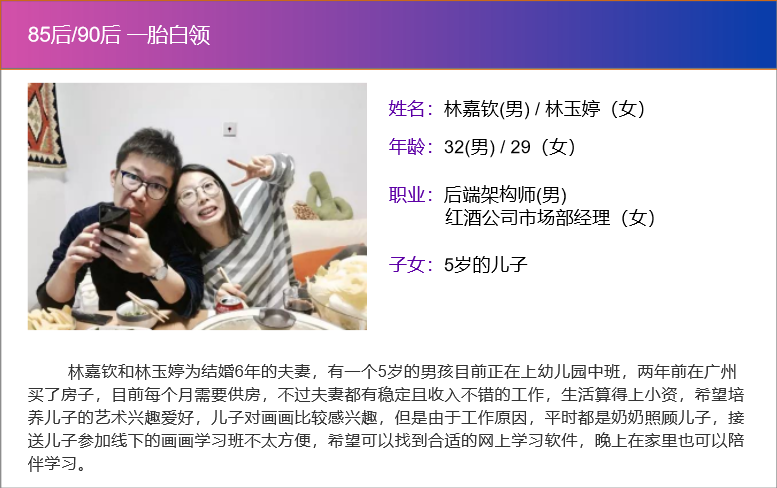 85后/90后 一胎白领
姓名：林嘉钦(男) / 林玉婷（女）
年龄：32(男) / 29（女）
职业：后端架构师(男)
红酒公司市场部经理（女）
子女：5岁的儿子
林嘉钦和林玉婷为结婚6年的夫妻，有一个5岁的男孩目前正在上幼儿园中班，两年前在广州
买了房子，目前每个月需要供房，不过夫妻都有稳定且收入不错的工作，生活算得上小资，希望培
养儿子的艺术兴趣爱好，儿子对画画比较感兴趣，但是由于工作原因，平时都是奶奶照顾儿子，接
送儿子参加线下的画画学习班不太方便，希望可以找到合适的网上学习软件，晚上在家里也可以陪
伴学习。